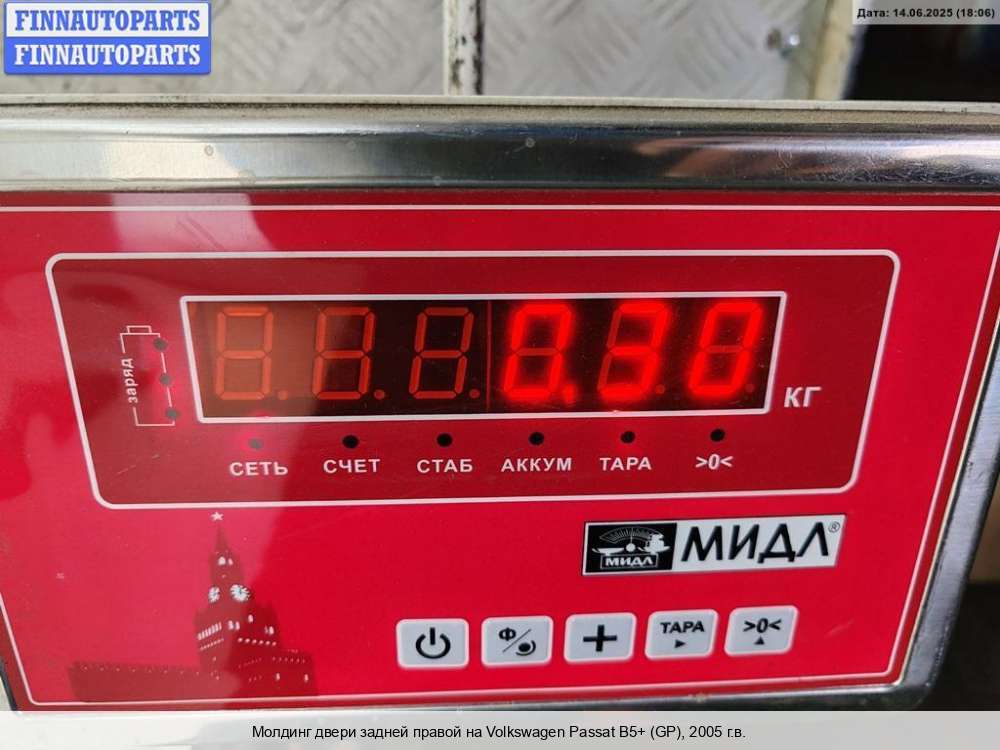 FINNAUTOPARTS
FINNAUTOPARTS
Дата: 14.06.2025 (18:06)
заряд
0.30
КГ
СЕТЬ СЧЕТ СТАБ АККУМ ТАРА >0<
МИДЛ МИДЛ®
Ф ТАРА >0<
Молдинг двери задней правой на Volkswagen Passat B5+ (GP), 2005 г.в.